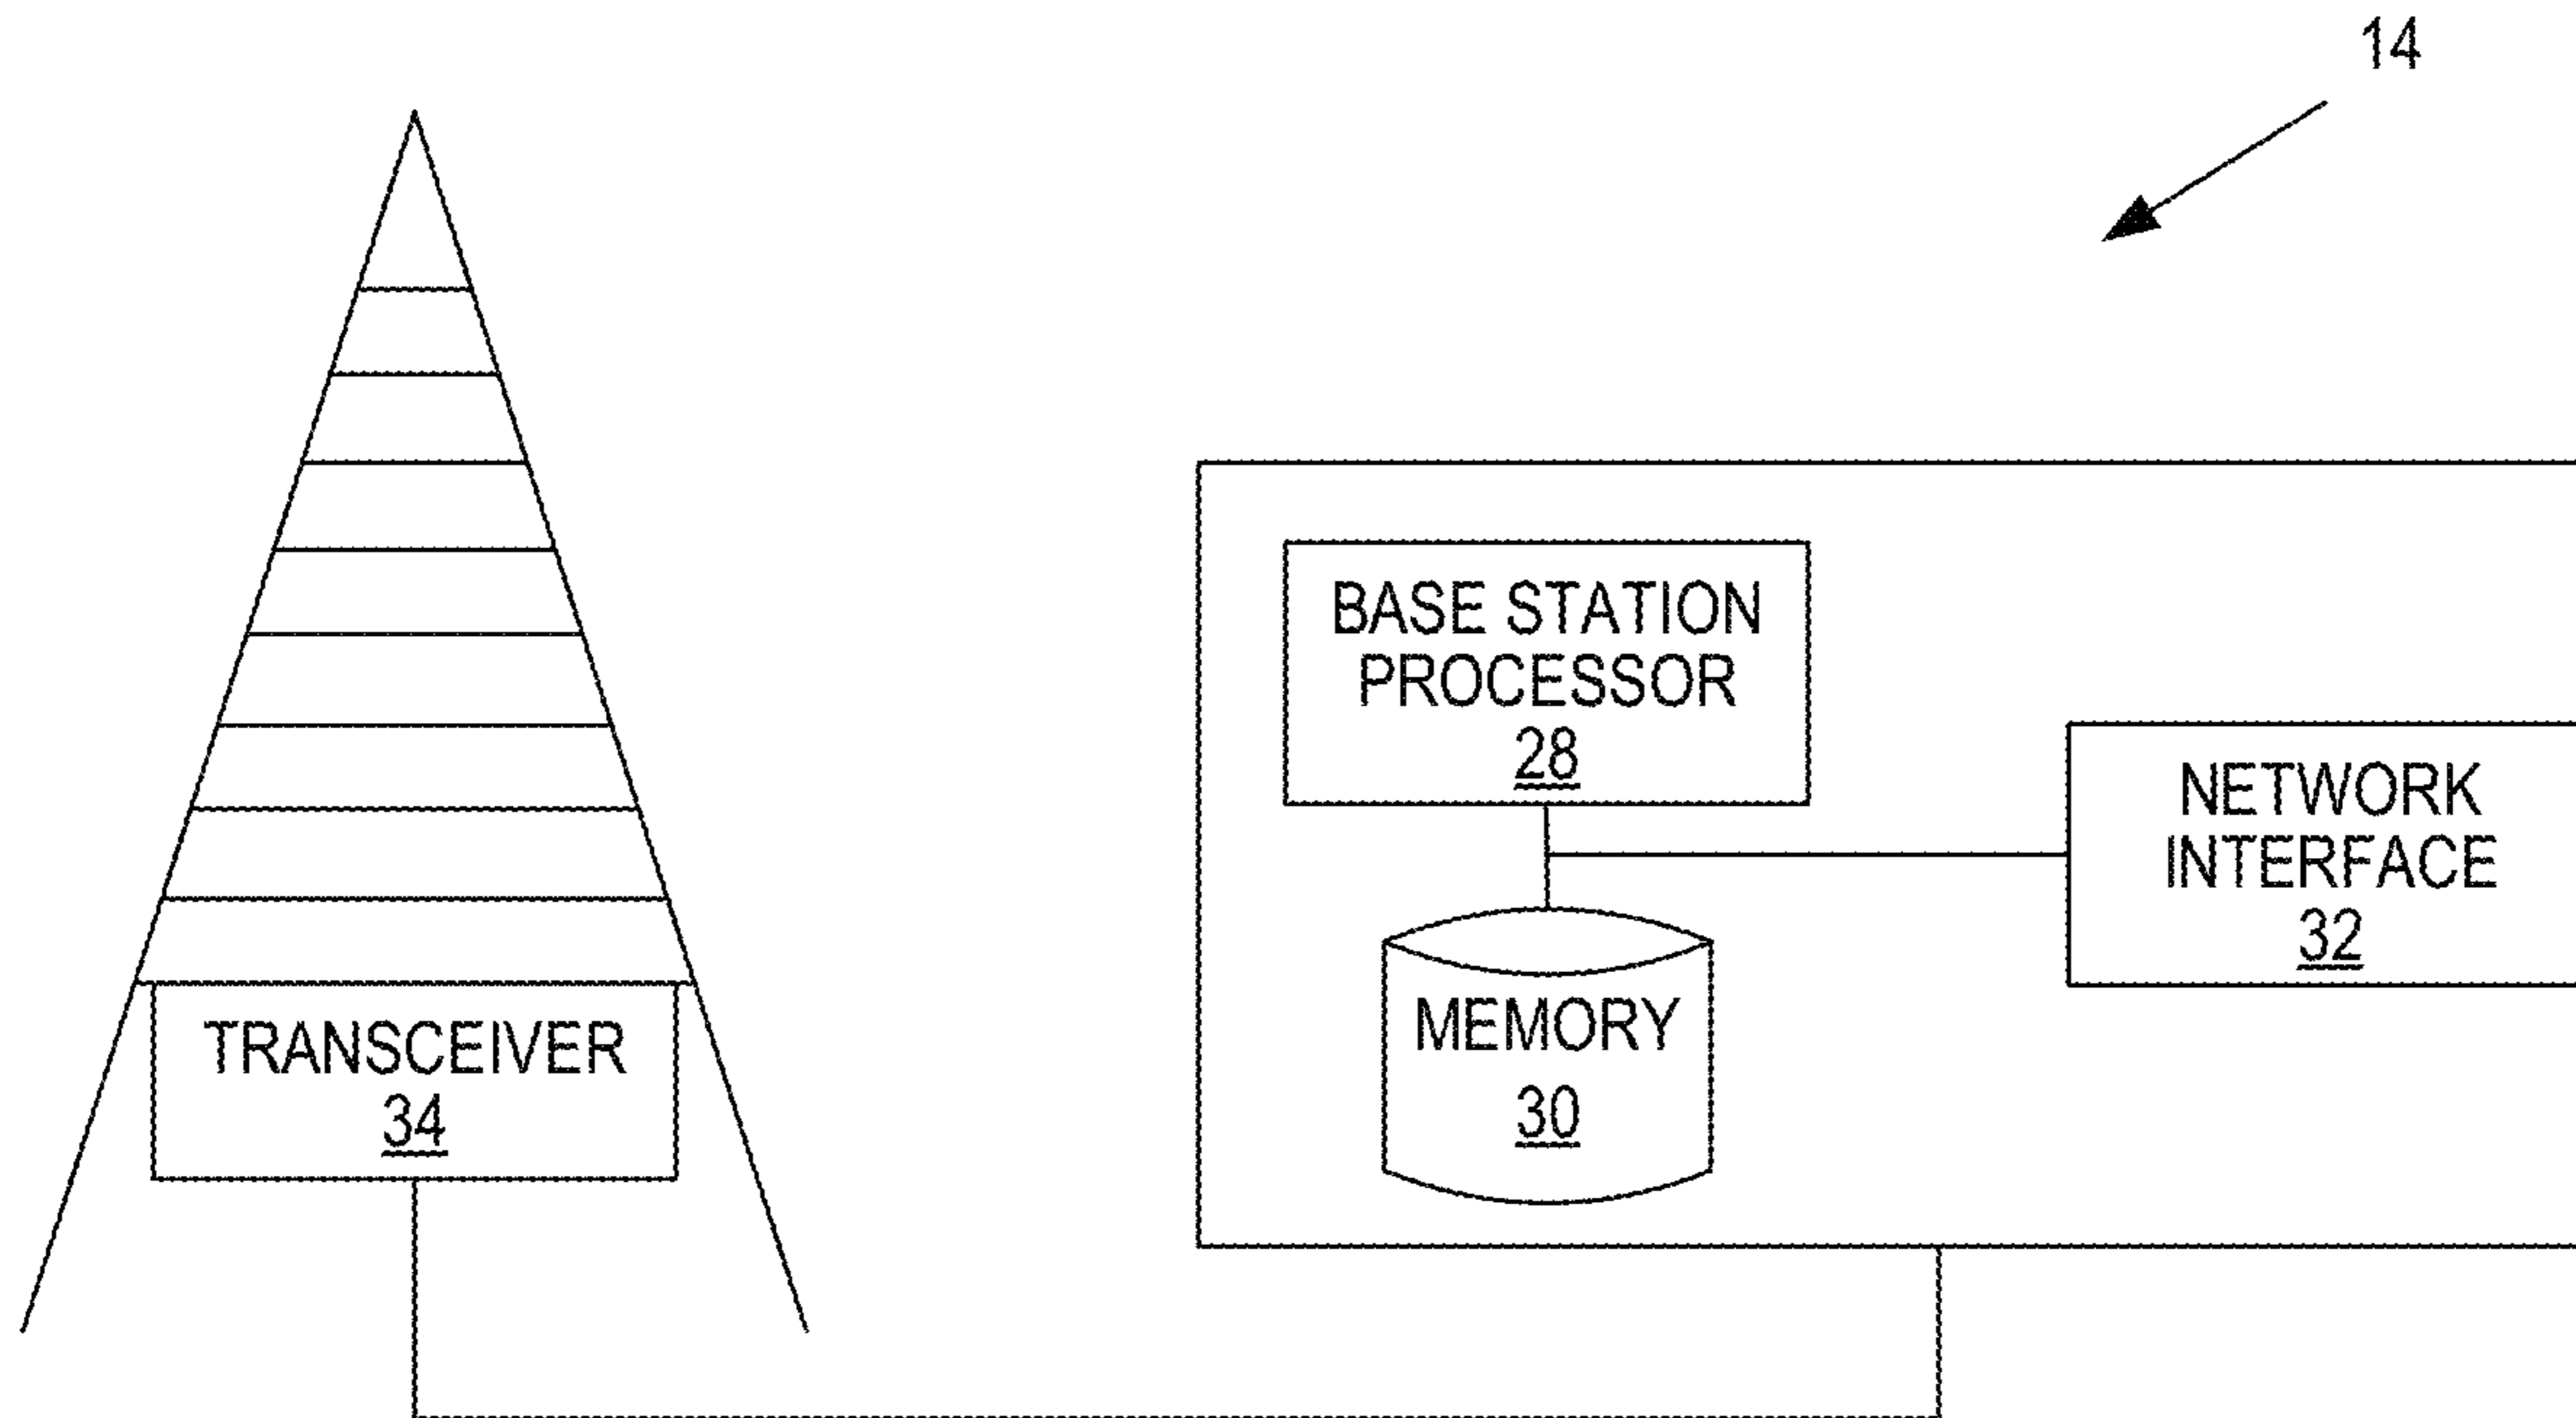 14
BASE STATION
PROCESSOR
28
NETWORK
INTERFACE
32
MEMORY
30
TRANSCEIVER
34